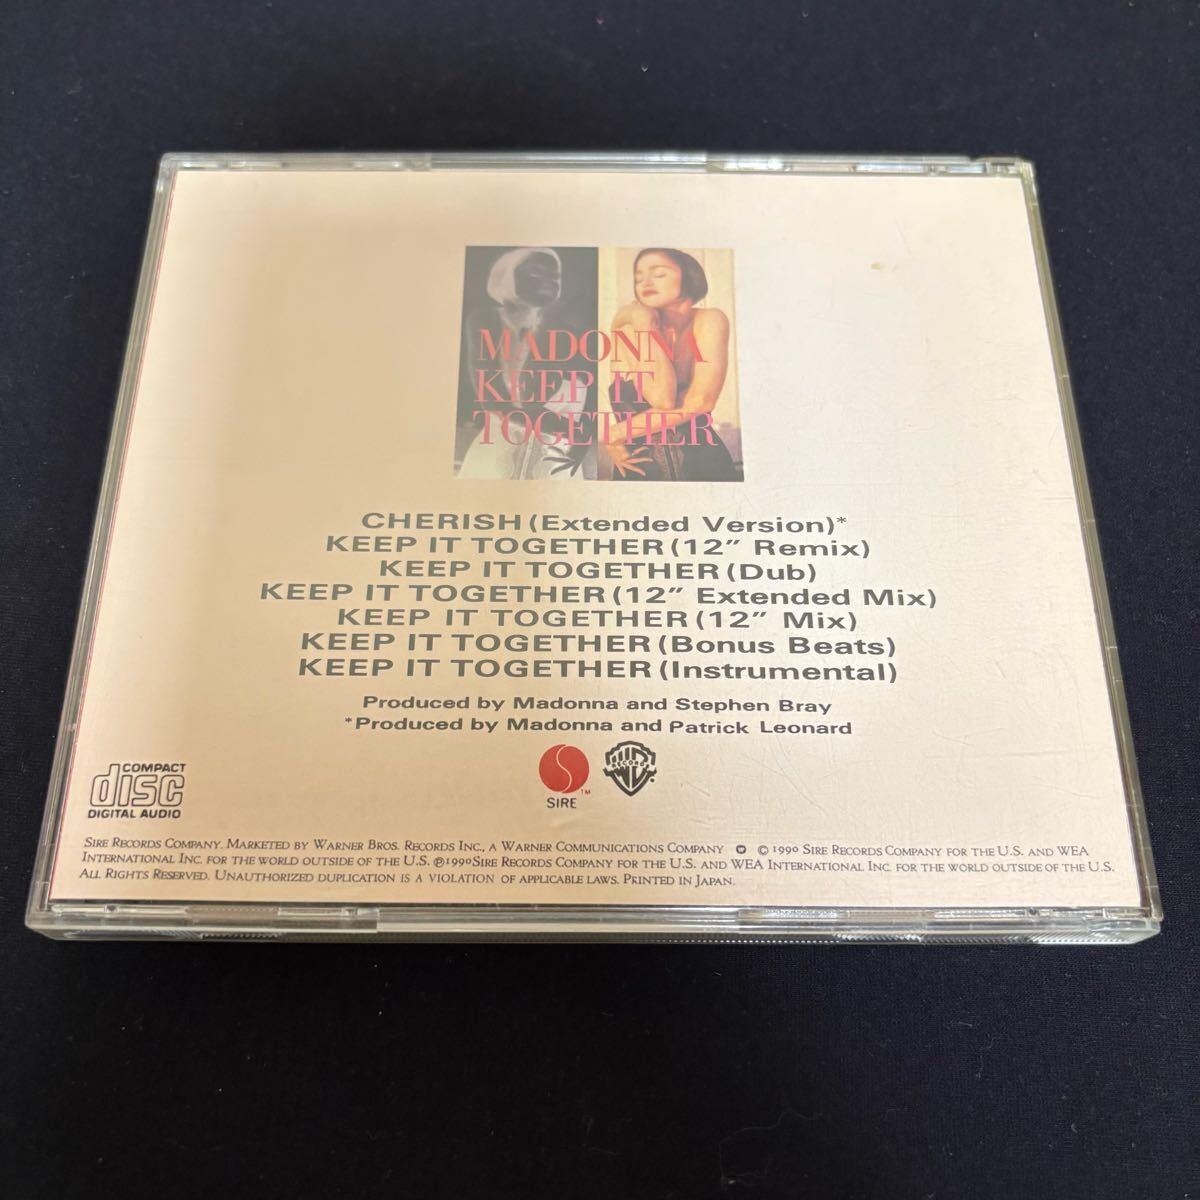 MADONNA
KEEP IT
TOGETHER
CHERISH (Extended Version)*
KEEP IT TOGETHER (12″ Remix)
KEEP IT TOGETHER (Dub)
KEEP IT TOGETHER (12″ Extended Mix)
KEEP IT TOGETHER (12″ Mix)
KEEP IT TOGETHER (Bonus Beats)
KEEP IT TOGETHER (Instrumental)
Produced by Madonna and Stephen Bray
*Produced by Madonna and Patrick Leonard
S ™
SIRE
WB
RECORDS
COMPACT
disc
DIGITAL AUDIO
SIRE RECORDS COMPANY. MARKETED BY WARNER BROS. RECORDS INC., A WARNER COMMUNICATIONS COMPANY © 1990 SIRE RECORDS COMPANY FOR THE U.S. AND WEA
INTERNATIONAL INC. FOR THE WORLD OUTSIDE OF THE U.S. ℗1990 SIRE RECORDS COMPANY FOR THE U.S. AND WEA INTERNATIONAL INC. FOR THE WORLD OUTSIDE OF THE U.S.
ALL RIGHTS RESERVED. UNAUTHORIZED DUPLICATION IS A VIOLATION OF APPLICABLE LAWS. PRINTED IN JAPAN.